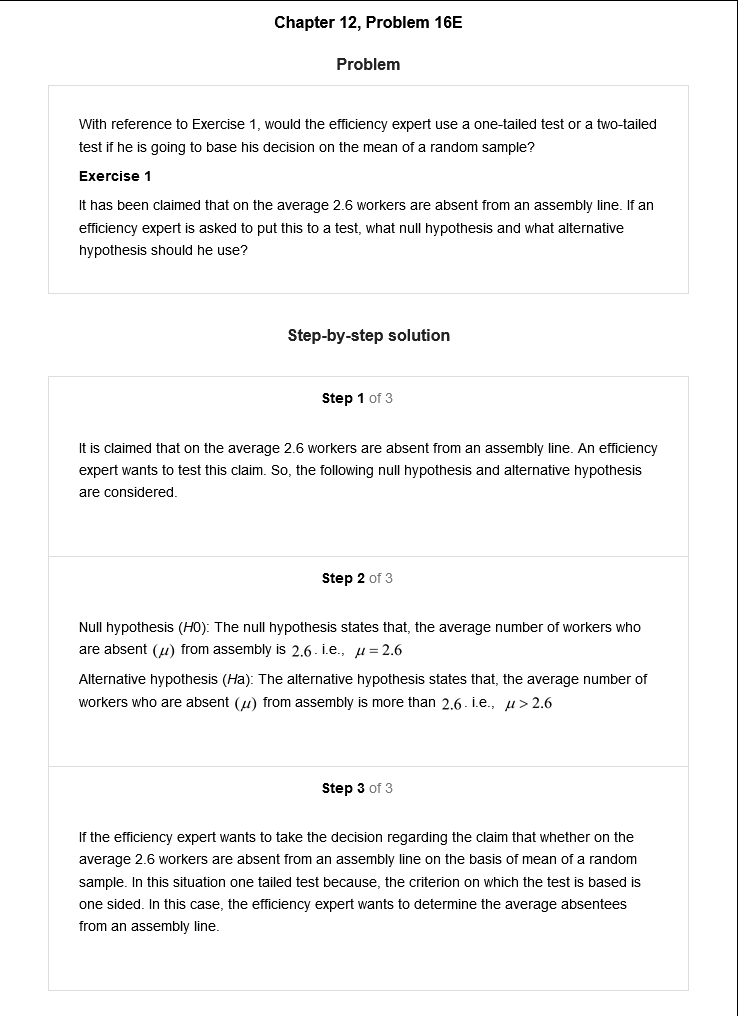 Chapter 12, Problem 16E
Problem
With reference to Exercise 1, would the efficiency expert use a one-tailed test or a two-tailed
test if he is going to base his decision on the mean of a random sample?
Exercise 1
It has been claimed that on the average 2.6 workers are absent from an assembly line. If an
efficiency expert is asked to put this to a test, what null hypothesis and what alternative
hypothesis should he use?
Step-by-step solution
Step 1 of 3
It is claimed that on the average 2.6 workers are absent from an assembly line. An efficiency
expert wants to test this claim. So, the following null hypothesis and alternative hypothesis
are considered.
Step 2 of 3
Null hypothesis (H0): The null hypothesis states that, the average number of workers who
are absent (μ) from assembly is 2.6. i.e., μ = 2.6
Alternative hypothesis (Ha): The alternative hypothesis states that, the average number of
workers who are absent (μ) from assembly is more than 2.6. i.e., μ > 2.6
Step 3 of 3
If the efficiency expert wants to take the decision regarding the claim that whether on the
average 2.6 workers are absent from an assembly line on the basis of mean of a random
sample. In this situation one tailed test because, the criterion on which the test is based is
one sided. In this case, the efficiency expert wants to determine the average absentees
from an assembly line.